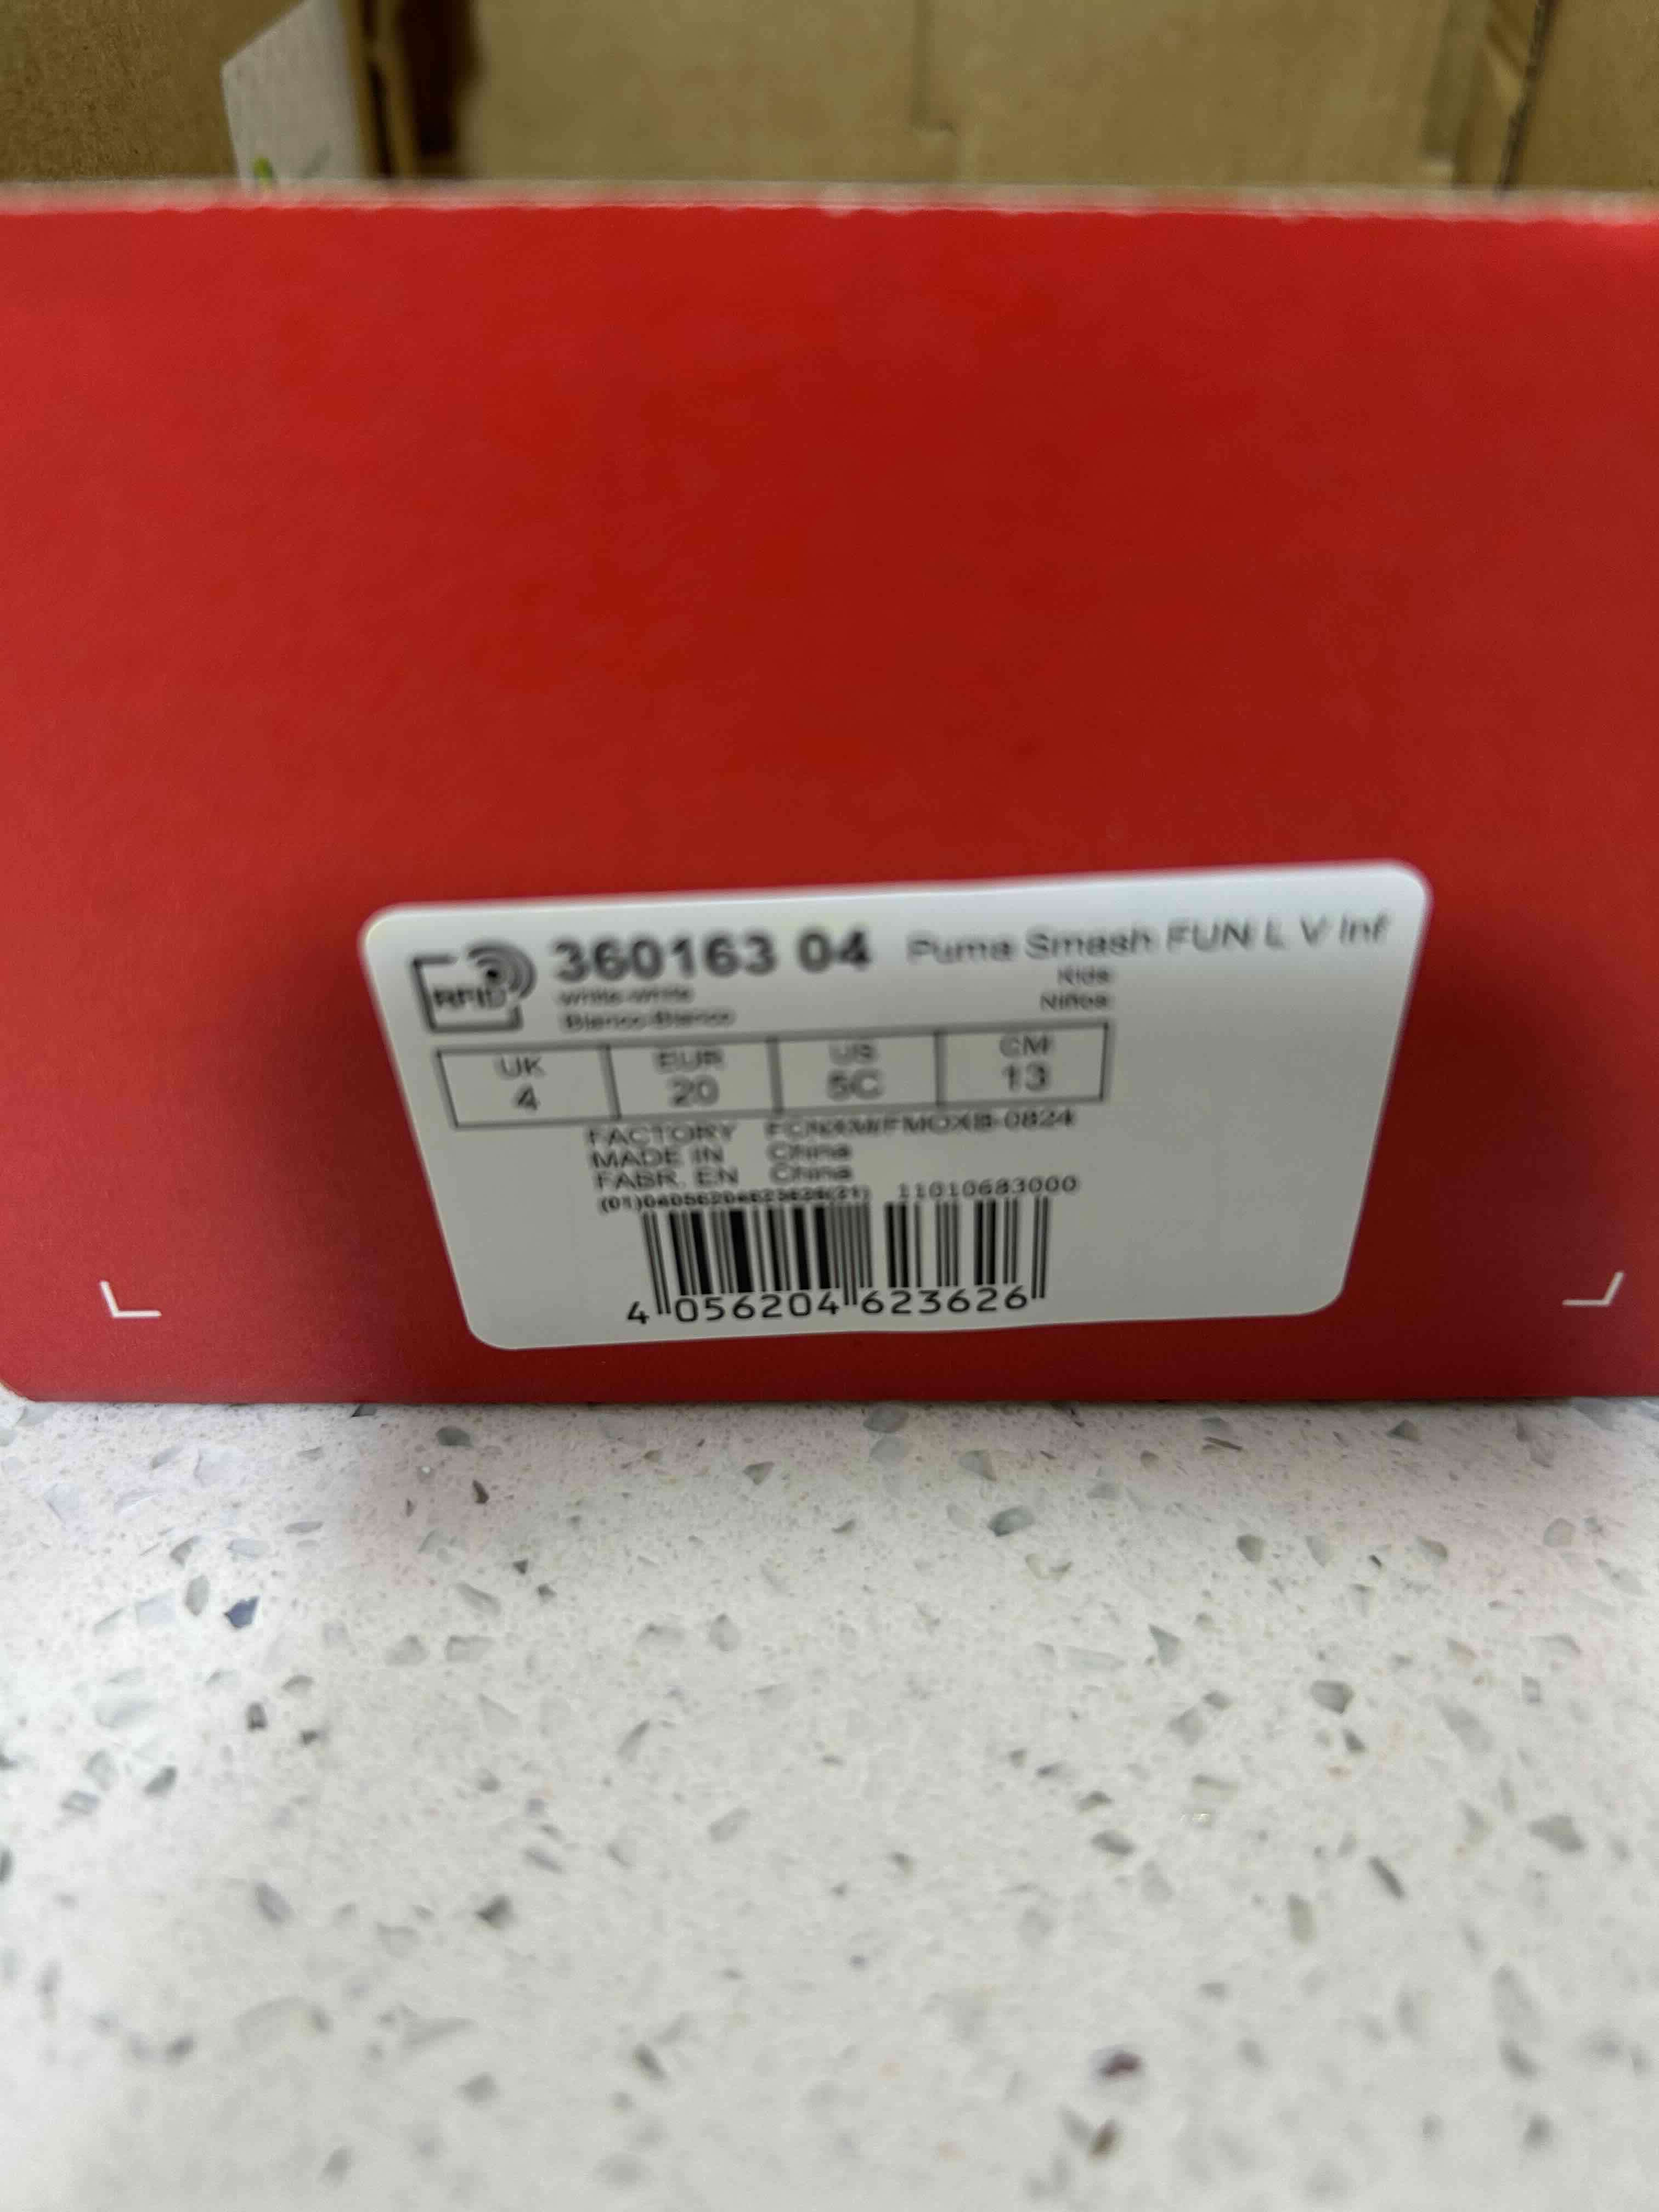 RFID 360163 04 Puma Smash FUN L V Inf
white-white Kids
Blanco-Blanco Niños
UK EUR US CM
4 20 5C 13
FACTORY
MADE IN China
FABR. EN China
11010683000
4 056204 623626